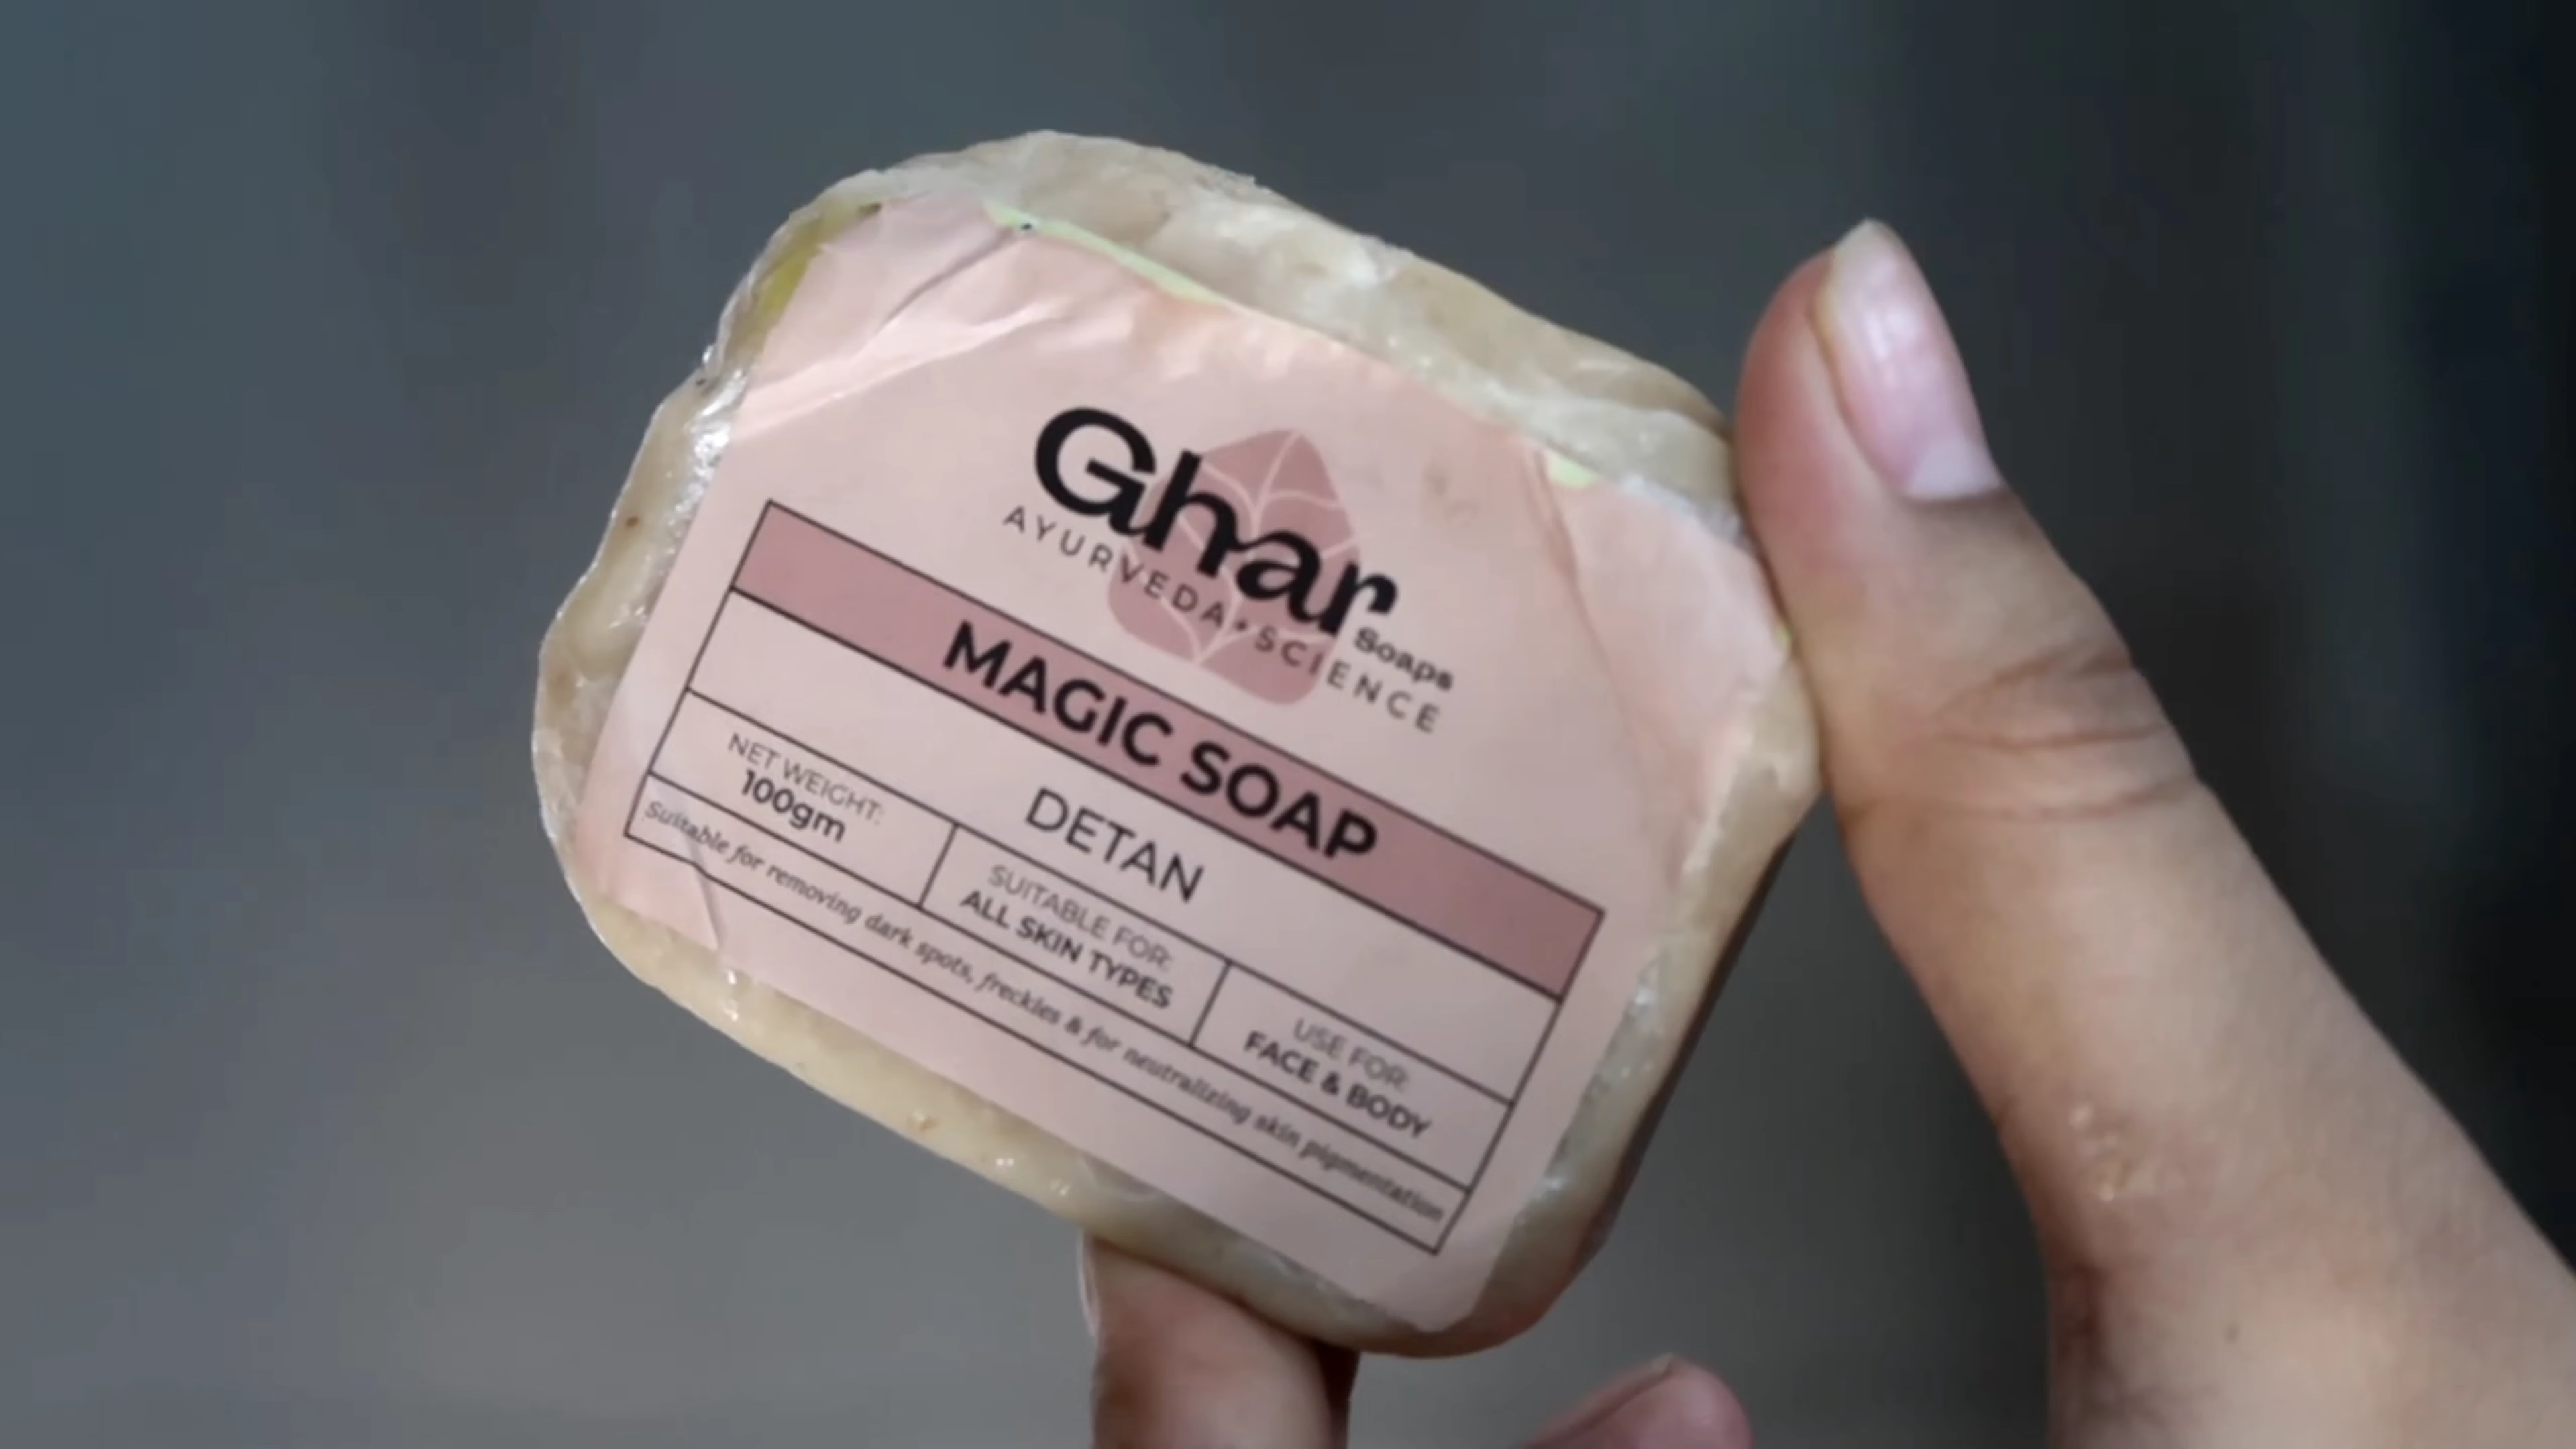 Ghar Soaps
AYURVEDA+SCIENCE
MAGIC SOAP
DETAN
NET WEIGHT:
100gm
SUITABLE FOR:
ALL SKIN TYPES
USE FOR:
FACE & BODY
Suitable for removing dark spots, freckles & for neutralizing skin pigmentation